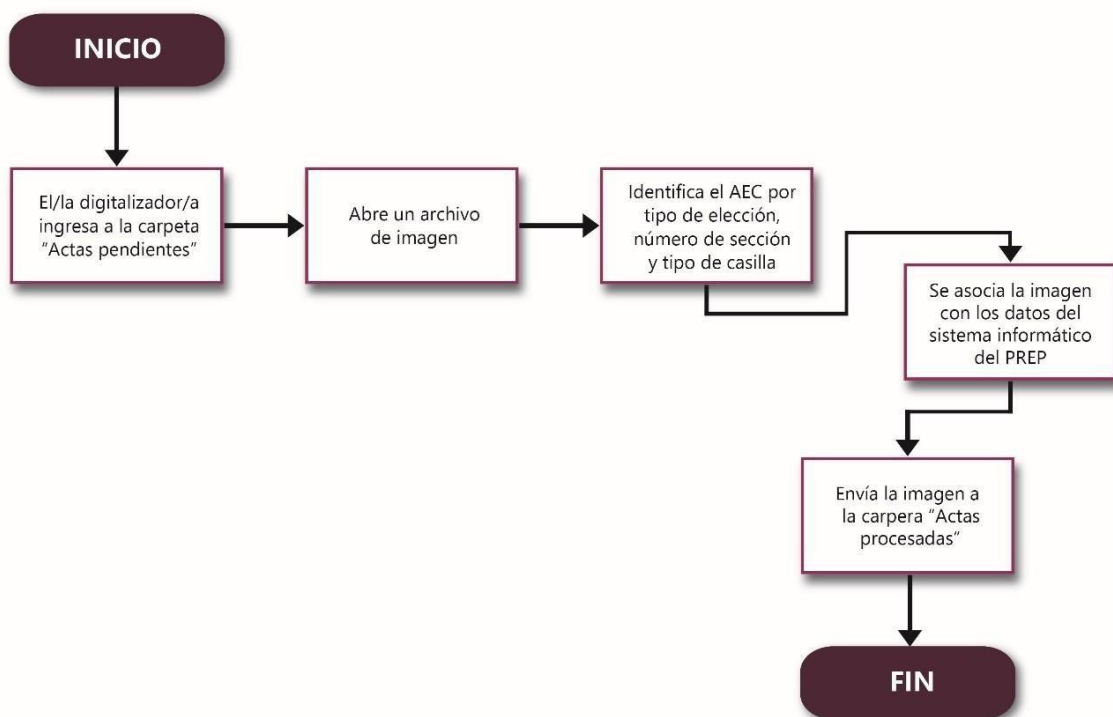 INICIO
El/la digitalizador/a
ingresa a la carpeta
“Actas pendientes”
Abre un archivo
de imagen
Identifica el AEC por
tipo de elección,
número de sección
y tipo de casilla
Se asocia la imagen
con los datos del
sistema informático
del PREP
Envía la imagen a
la carpera “Actas
procesadas”
FIN